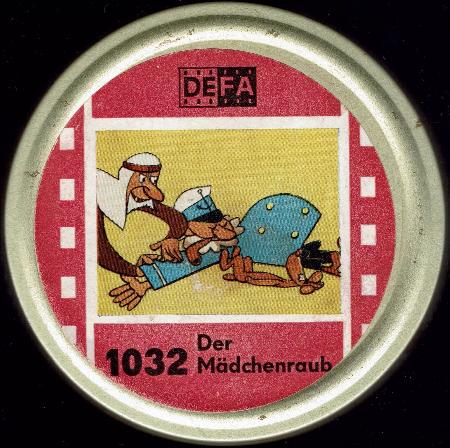 DEFA
1032 Der
Mädchenraub